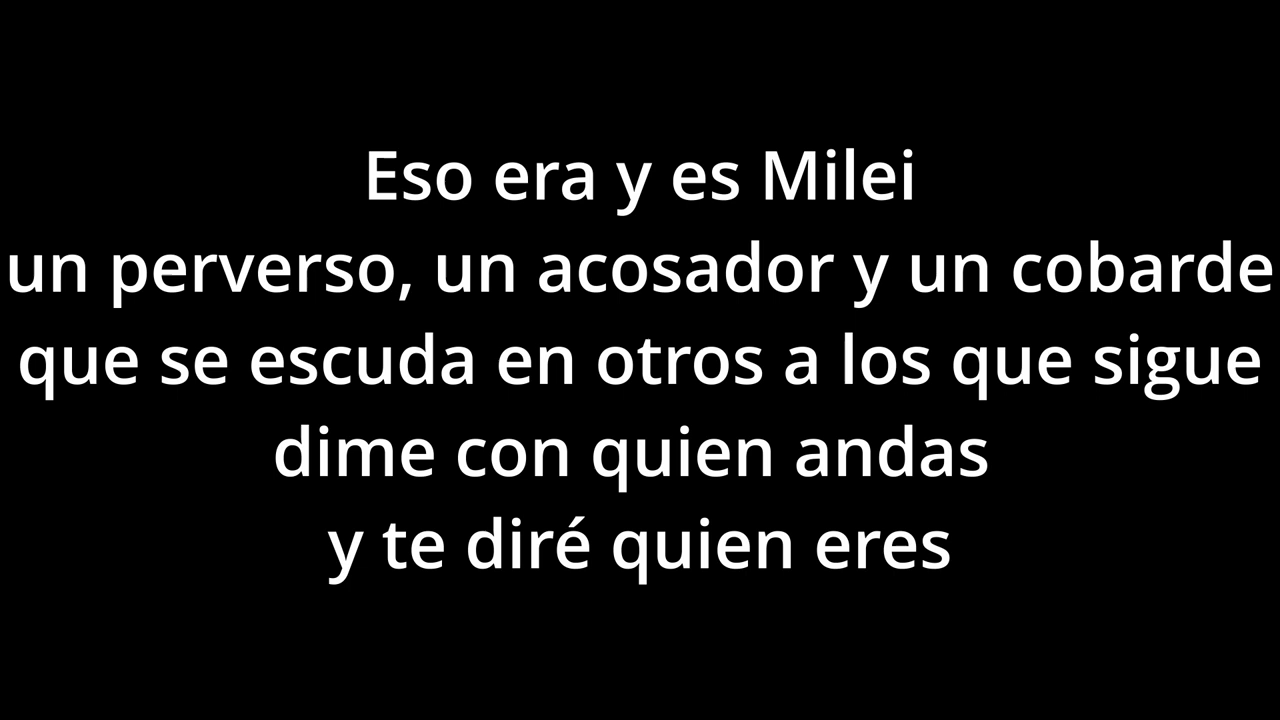 Eso era y es Milei
un perverso, un acosador y un cobarde
que se escuda en otros a los que sigue
dime con quien andas
y te diré quien eres